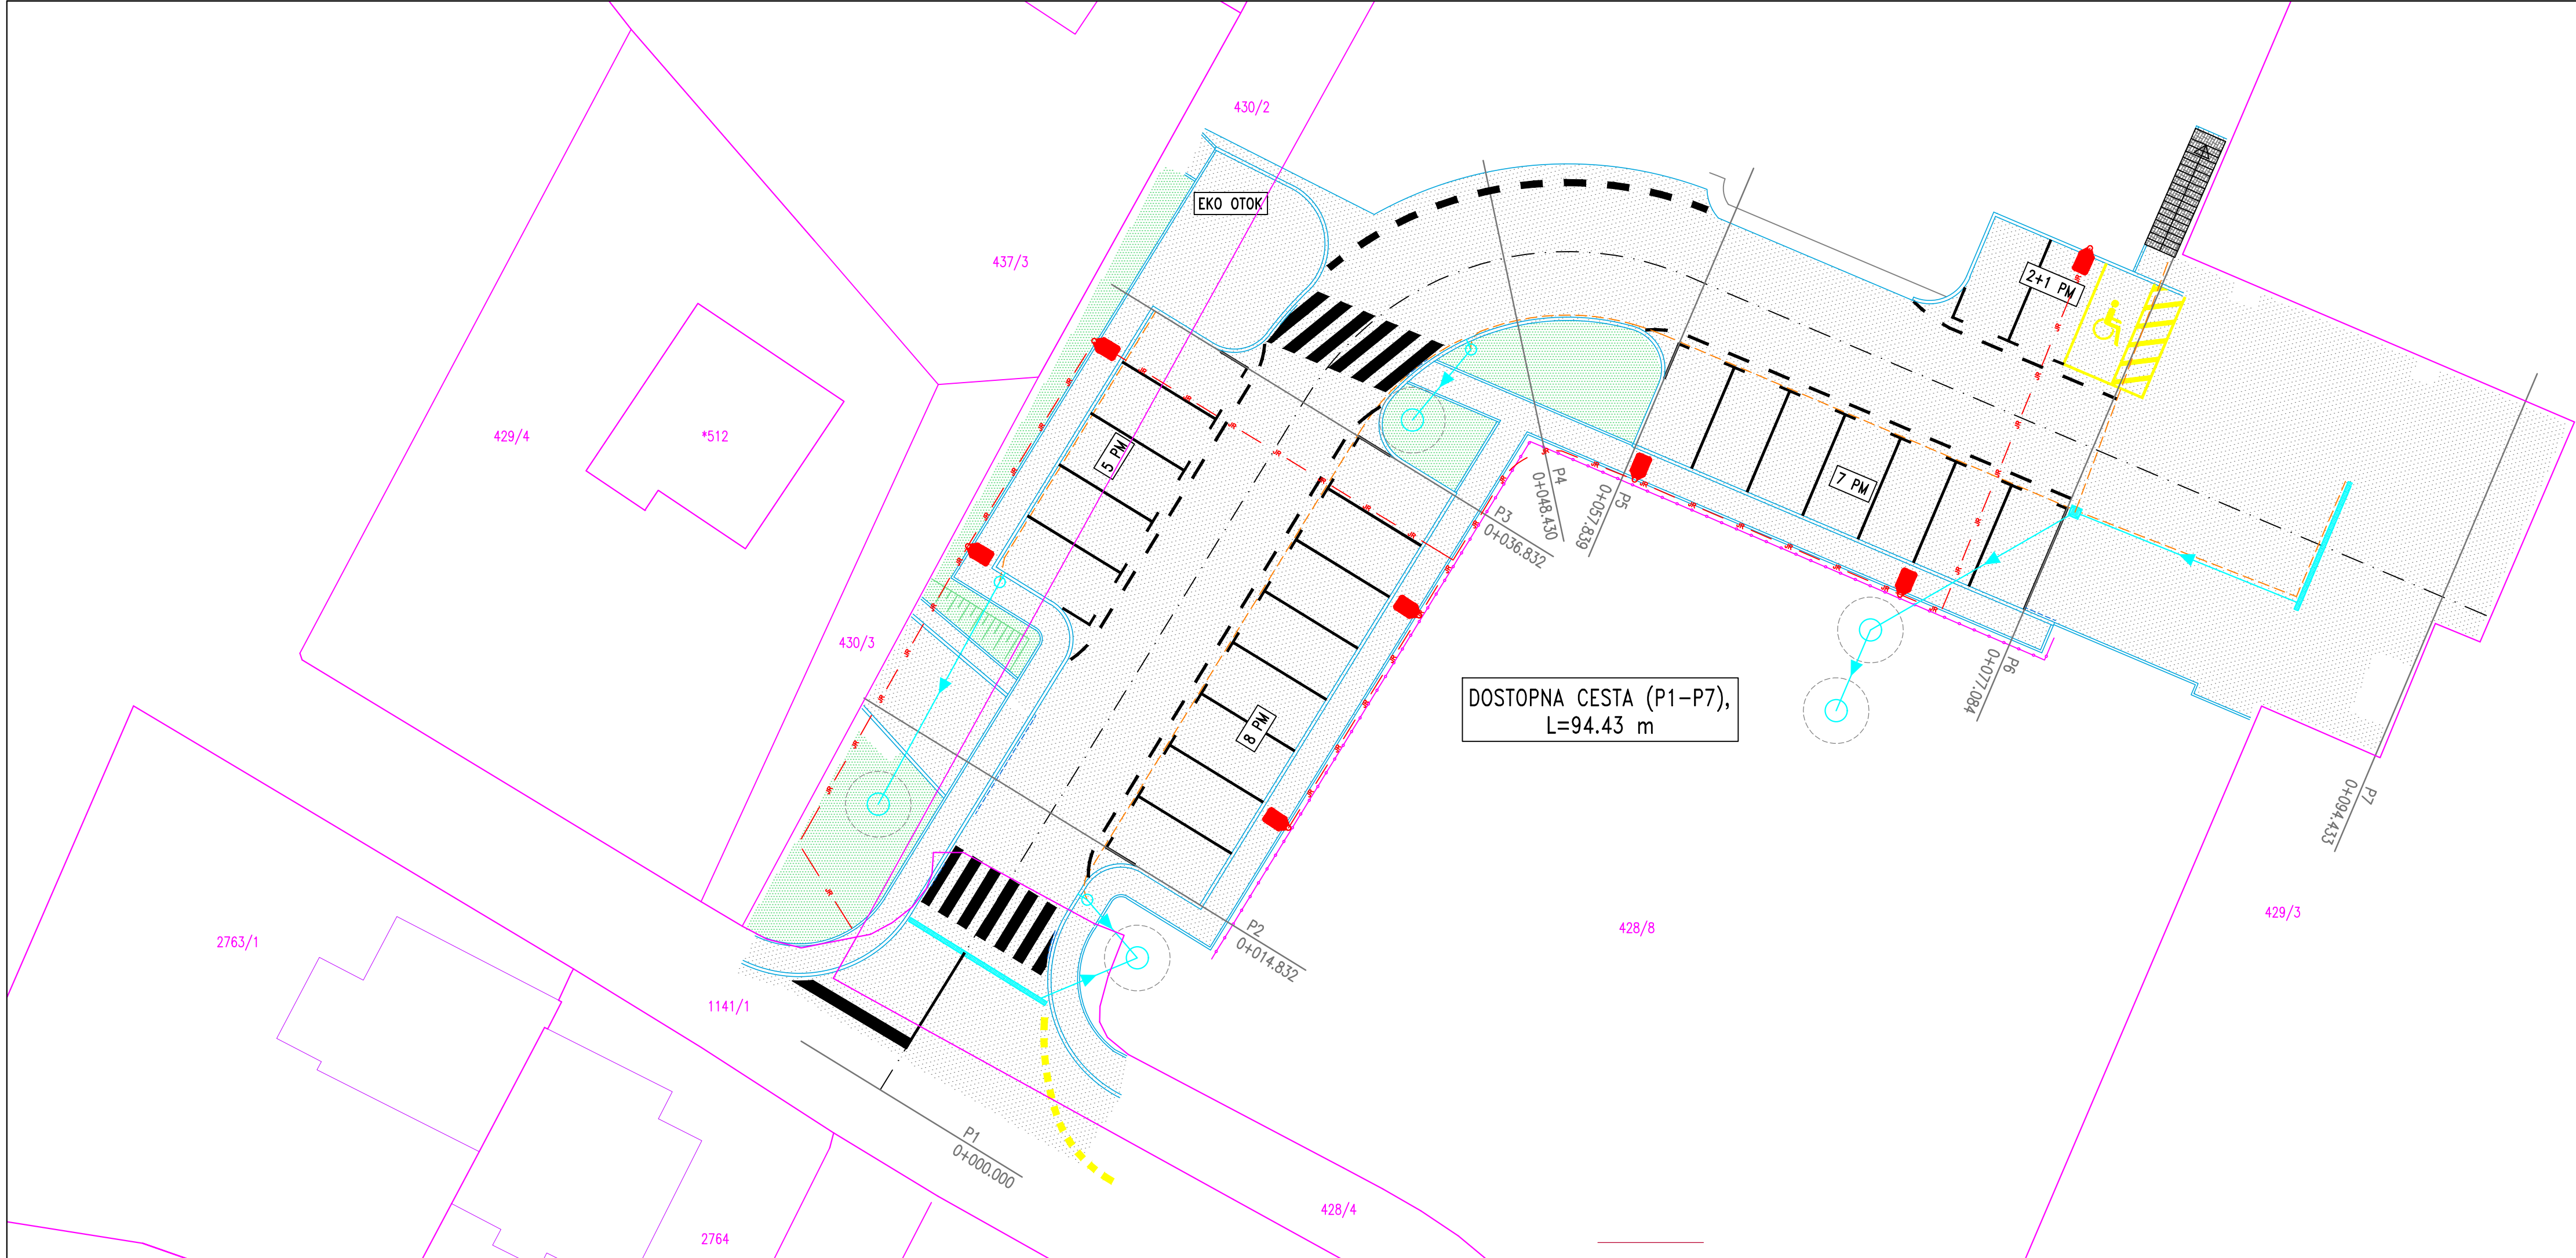 430/2
EKO OTOK
437/3
2+1 PM
429/4
*512
5 PM
7 PM
P4
0+048.430
P5
0+057.839
P3
0+036.832
430/3
P6
0+077.084
DOSTOPNA CESTA (P1-P7),
L=94.43 m
8 PM
P7
0+094.433
2763/1
P2
0+014.832
428/8
429/3
1141/1
P1
0+000.000
428/4
2764